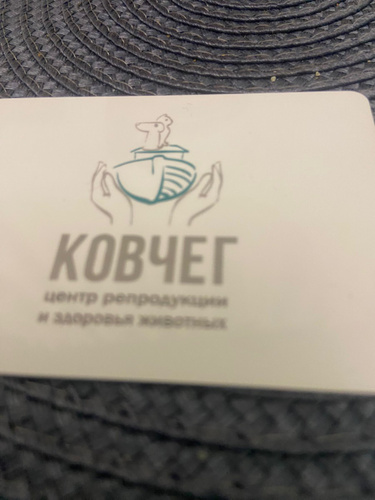 КОВЧЕГ
центр репродукции
и здоровья животных